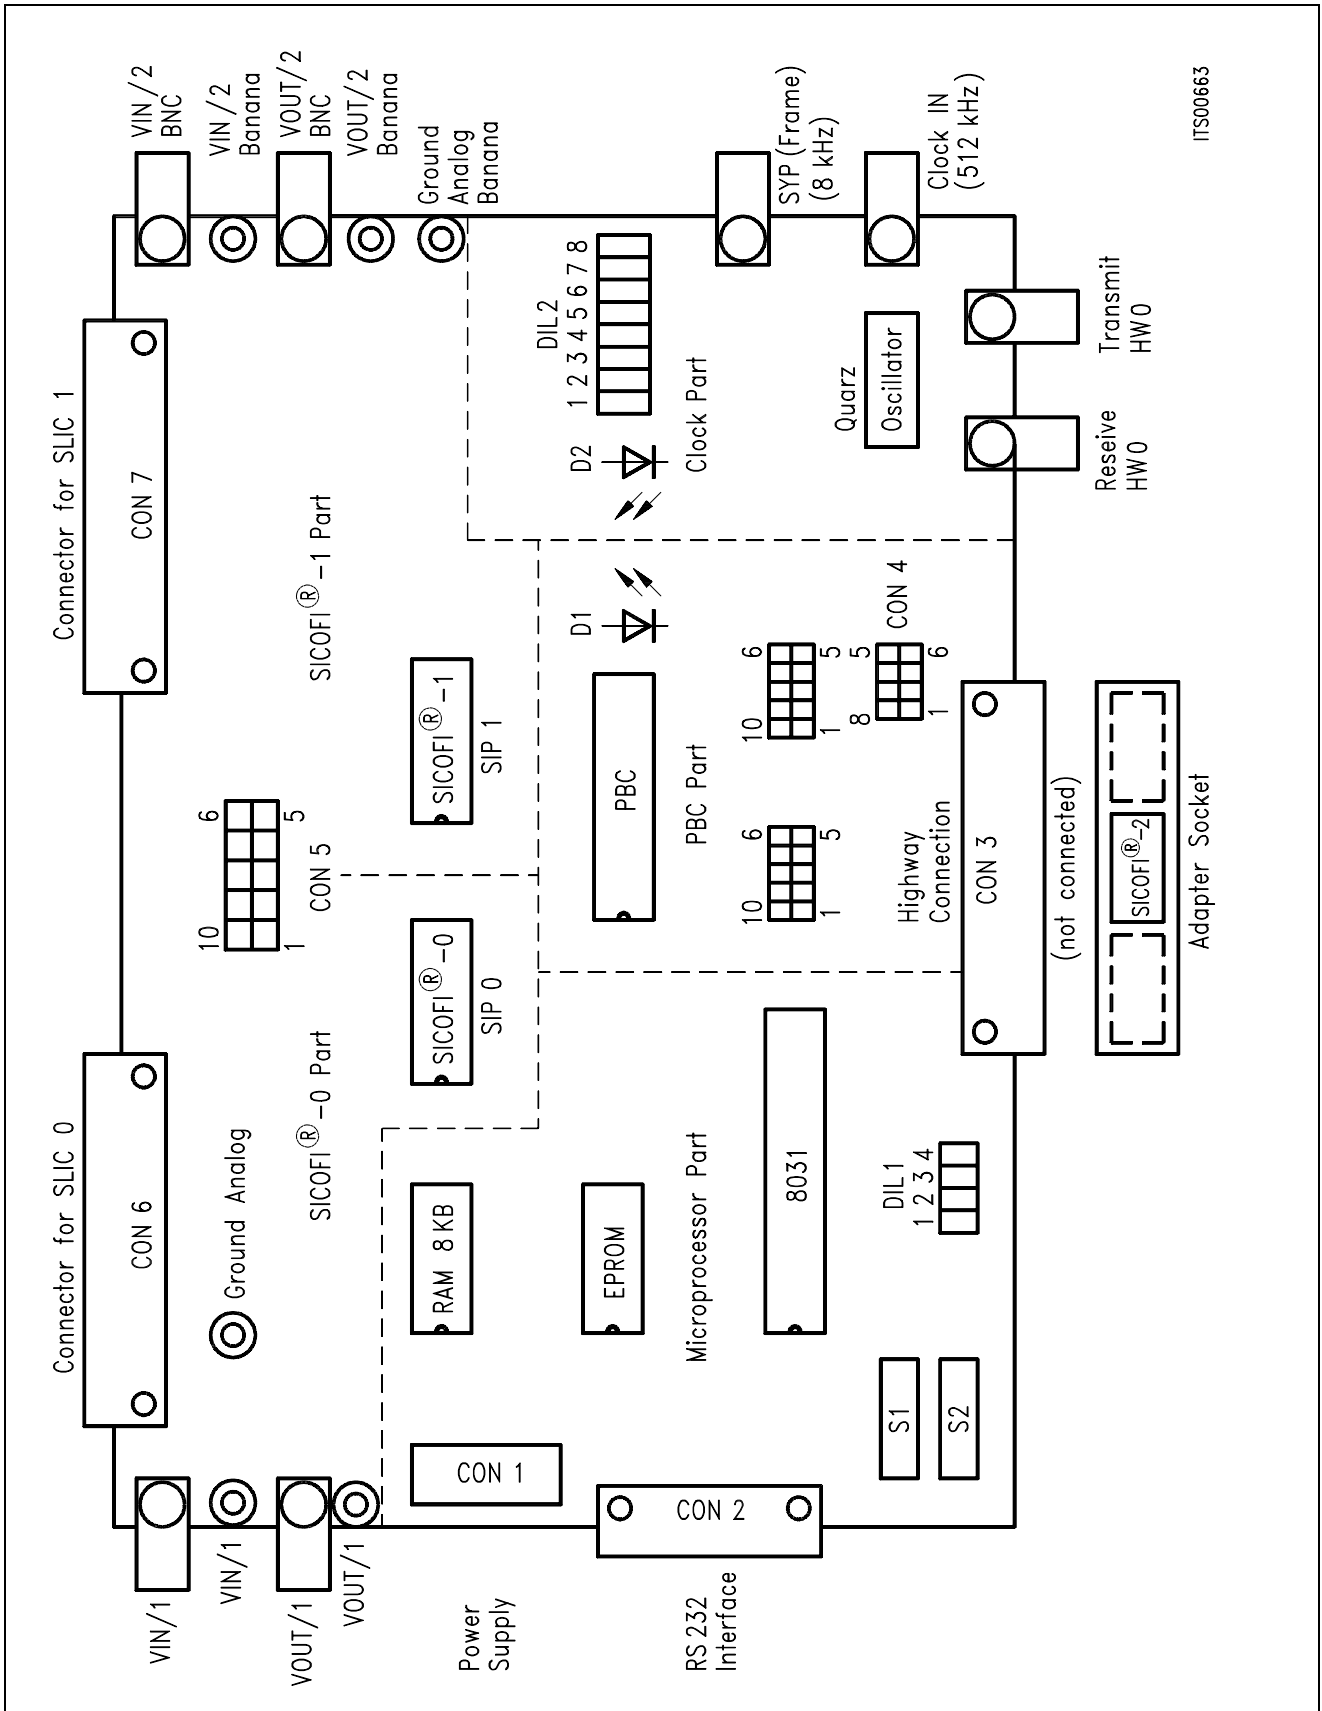 Connector for SLIC 0
Connector for SLIC 1
CON 6
CON 7
VIN/1
VIN/1
VOUT/1
VOUT/1
Ground Analog
SICOFI®-0 Part
10 6
1 5
CON 5
SICOFI®-1 Part
VIN/2
BNC
VIN/2
Banana
VOUT/2
BNC
VOUT/2
Banana
Ground
Analog
Banana
Power
Supply
CON 1
RAM 8KB
SICOFI®-0
SIP 0
SICOFI®-1
SIP 1
RS232
Interface
CON 2
EPROM
Microprocessor Part
8031
PBC
PBC Part
D1
D2
DIL2
1 2 3 4 5 6 7 8
Clock Part
10 6
1 5
10 6
1 5
8 5
1 6
CON 4
SYP (Frame)
(8 kHz)
Clock IN
(512 kHz)
Quarz
Oscillator
S1
S2
DIL1
1 2 3 4
Highway
Connection
CON 3
(not connected)
SICOFI®-2
Adapter Socket
Reseive
HW0
Transmit
HW0
ITS00663